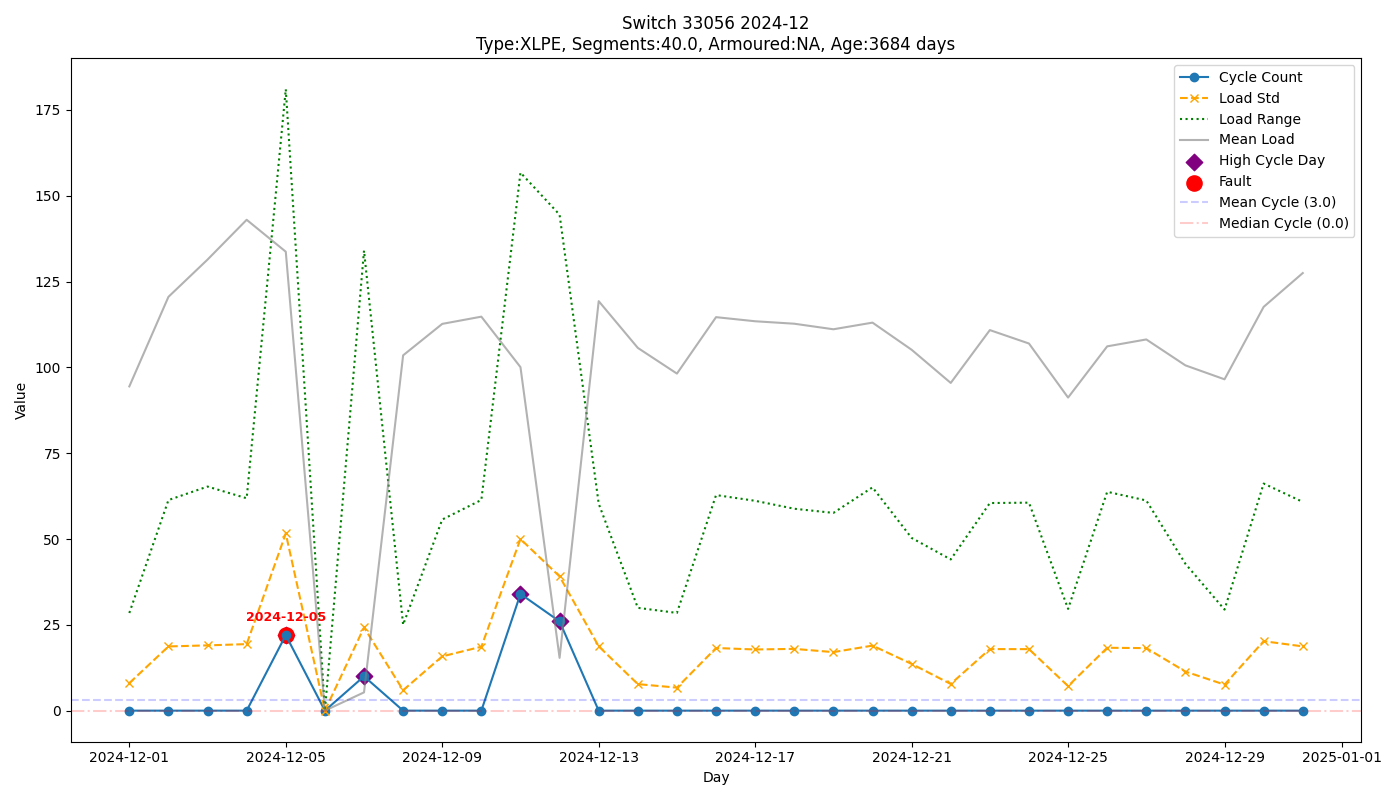 Switch 33056 2024-12
Type:XLPE, Segments:40.0, Armoured:NA, Age:3684 days
Cycle Count
Load Std
Load Range
Mean Load
High Cycle Day
Fault
Mean Cycle (3.0)
Median Cycle (0.0)
175
150
125
100
75
50
25
0
Value
2024-12-05
2024-12-01 2024-12-05 2024-12-09 2024-12-13 2024-12-17 2024-12-21 2024-12-25 2024-12-29 2025-01-01
Day